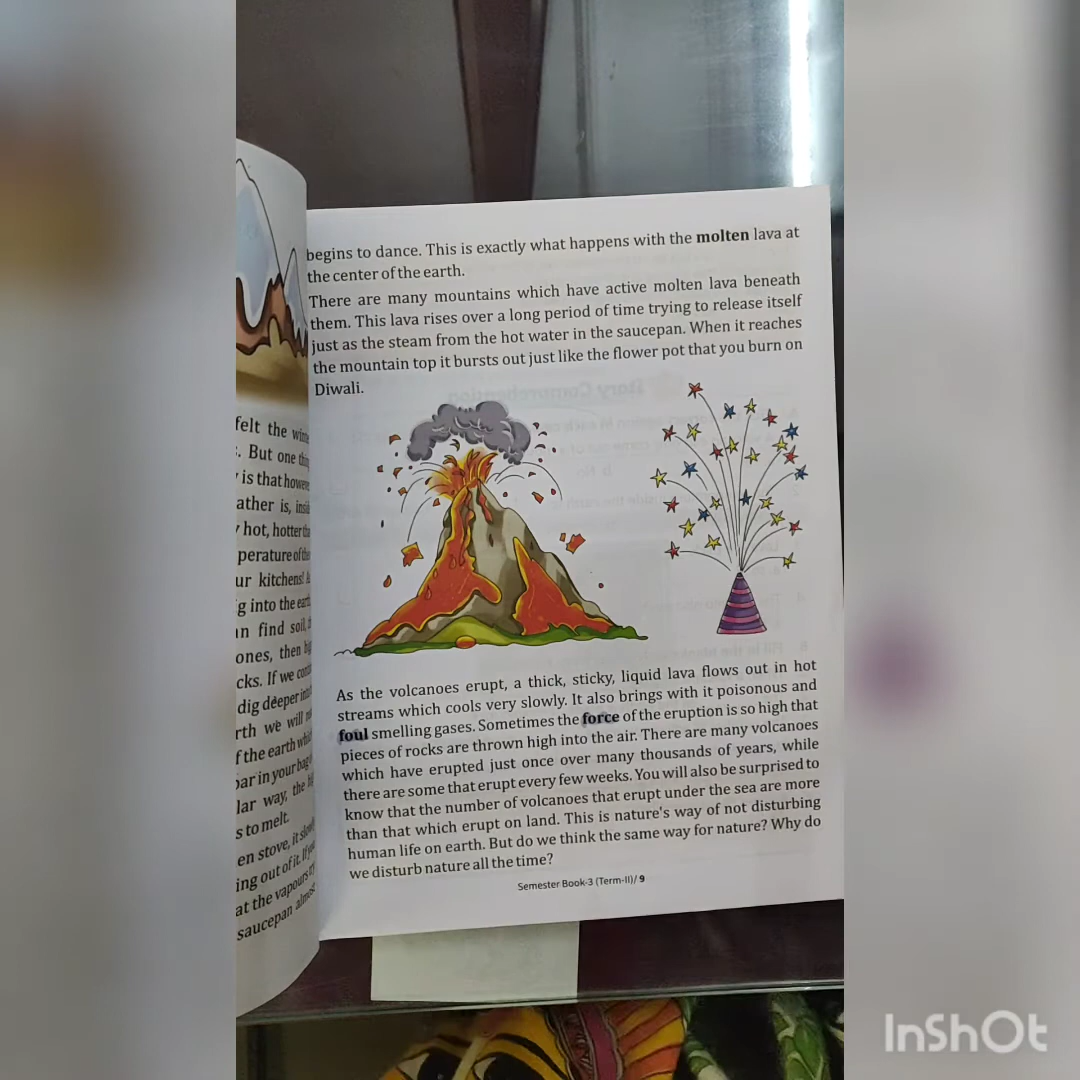 felt the
But one
is that
ather is,
hot, hotter
perature of
ur kitchens!
g into the
an find soil,
ones, then
cks. If we
dig deeper
rth we will
f the earth
bar in your bag
lar way, the
s to melt.
en stove, it
ing out of it. If
at the vapours
saucepan
begins to dance. This is exactly what happens with the molten lava at
the center of the earth.
There are many mountains which have active molten lava beneath
them. This lava rises over a long period of time trying to release itself
just as the steam from the hot water in the saucepan. When it reaches
the mountain top it bursts out just like the flower pot that you burn on
Diwali.
As the volcanoes erupt, a thick, sticky, liquid lava flows out in hot
streams which cools very slowly. It also brings with it poisonous and
foul smelling gases. Sometimes the force of the eruption is so high that
pieces of rocks are thrown high into the air. There are many volcanoes
which have erupted just once over many thousands of years, while
there are some that erupt every few weeks. You will also be surprised to
know that the number of volcanoes that erupt under the sea are more
than that which erupt on land. This is nature's way of not disturbing
human life on earth. But do we think the same way for nature? Why do
we disturb nature all the time?
Semester Book-3 (Term-II)/ 9
InShOt